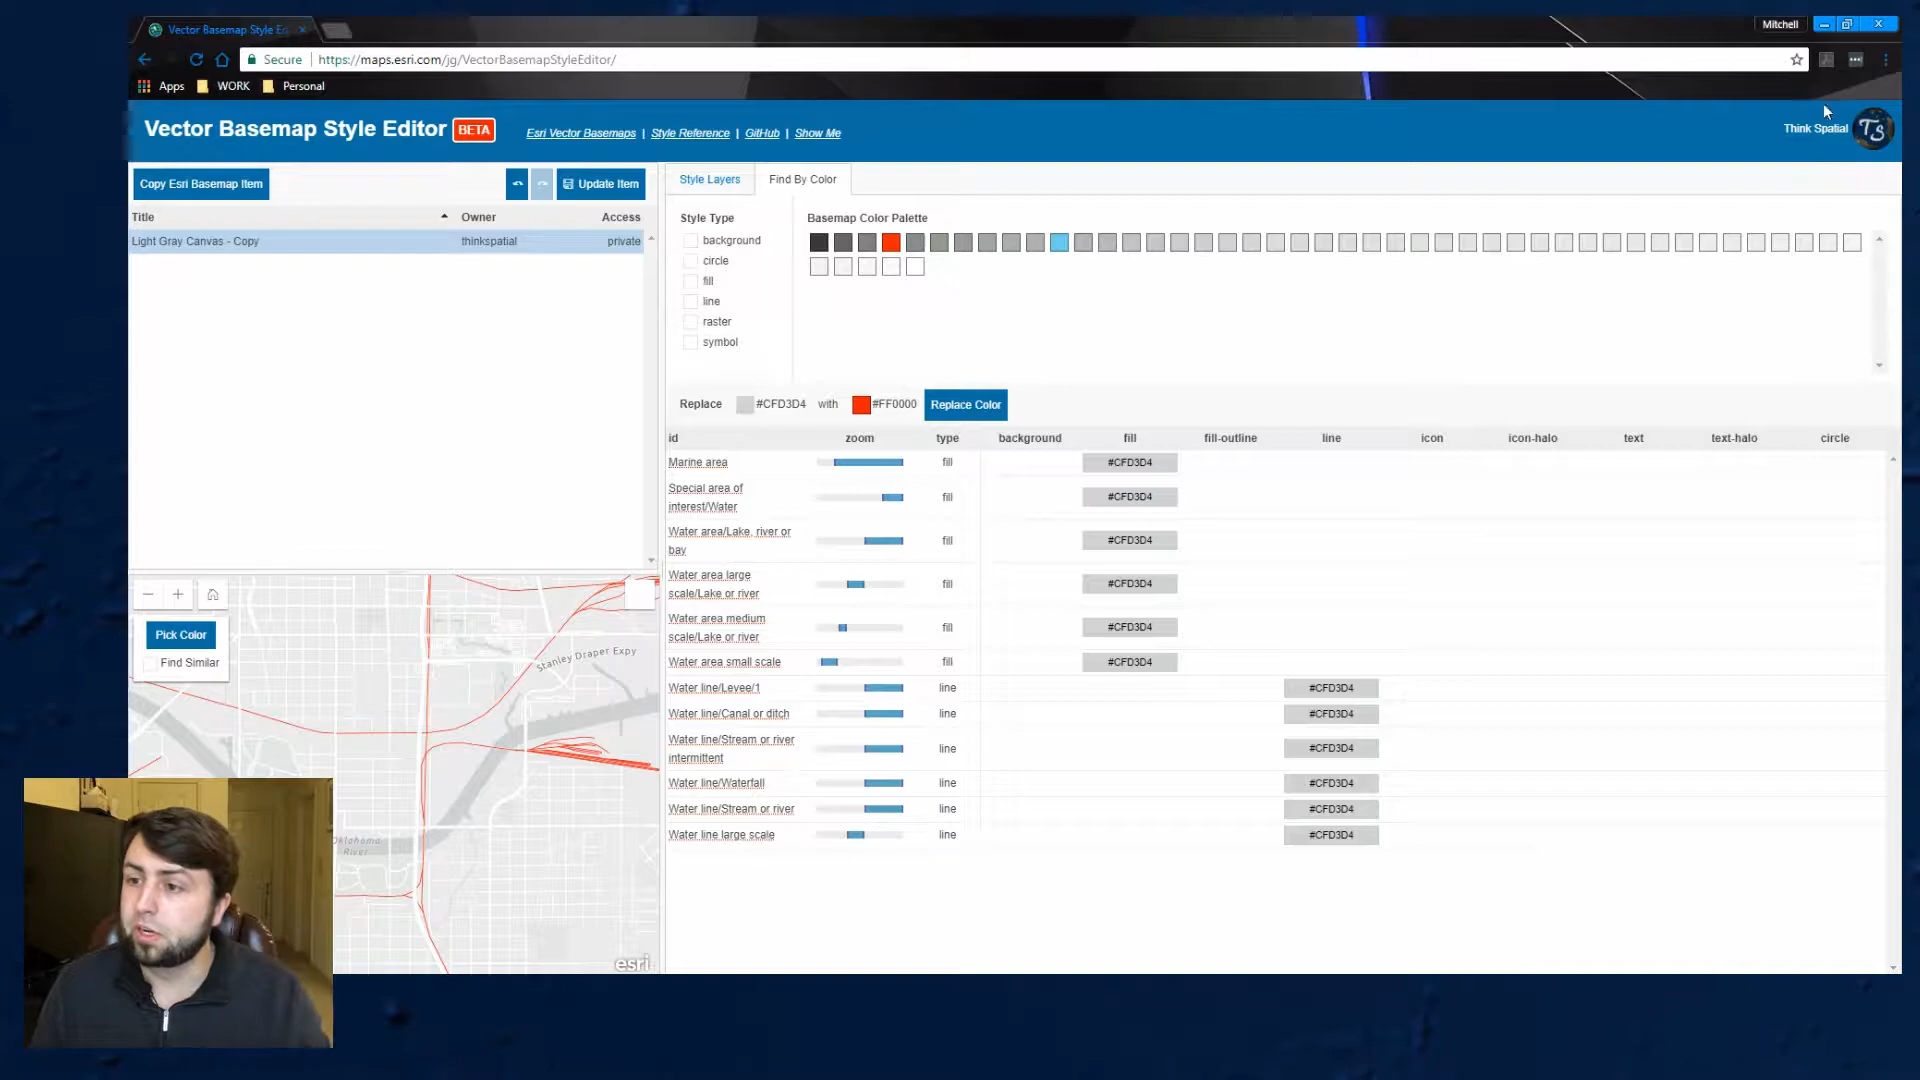 Vector Basemap Style Ed
Mitchell
Secure
https://maps.esri.com/jg/VectorBasemapStyleEditor/
Apps
WORK
Personal
Vector Basemap Style Editor BETA
Esri Vector Basemaps | Style Reference | GitHub | Show Me
Think Spatial
TS
Copy Esri Basemap Item
Update Item
Title
Owner
Access
Light Gray Canvas - Copy
thinkspatial
private
Style Layers
Find By Color
Style Type
background
circle
fill
line
raster
symbol
Basemap Color Palette
Replace #CFD3D4 with #FF0000 Replace Color
id zoom type background fill fill-outline line icon icon-halo text text-halo circle
Marine area fill #CFD3D4
Special area of
interest/Water fill #CFD3D4
Water area/Lake, river or
bay fill #CFD3D4
Water area large
scale/Lake or river fill #CFD3D4
Water area medium
scale/Lake or river fill #CFD3D4
Water area small scale fill #CFD3D4
Water line/Levee/1 line #CFD3D4
Water line/Canal or ditch line #CFD3D4
Water line/Stream or river
intermittent line #CFD3D4
Water line/Waterfall line #CFD3D4
Water line/Stream or river line #CFD3D4
Water line large scale line #CFD3D4
Pick Color
Find Similar
Stanley Draper Expy
Oklahoma
River
esri